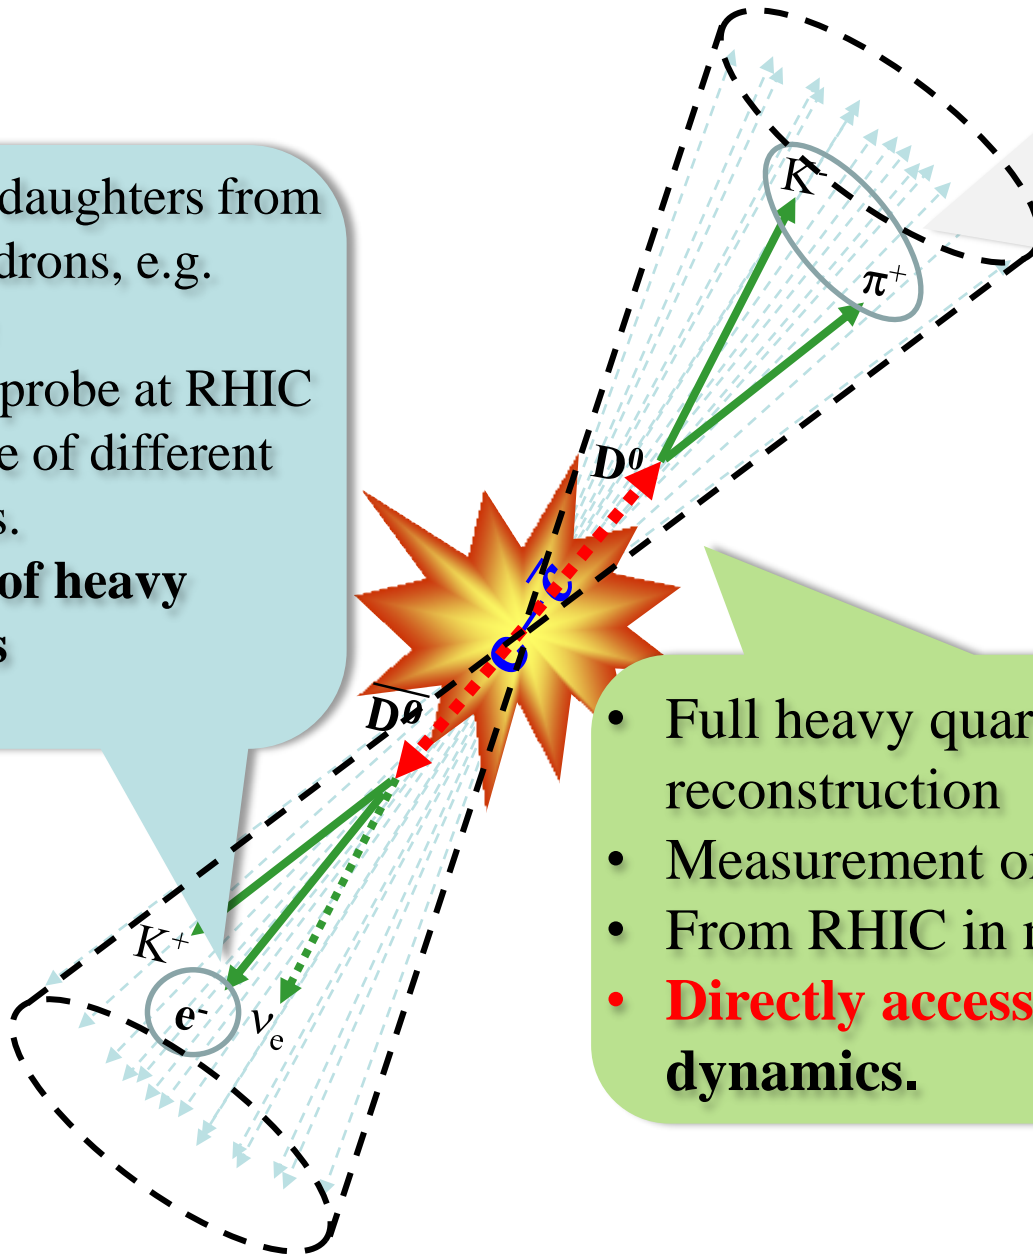 daughters from
drons, e.g.
probe at RHIC
e of different
s.
of heavy
s
K⁻
π⁺
D⁰
c̄
c
D̅⁰
K⁺
e⁻
νₑ
• Full heavy quar
reconstruction
• Measurement o
• From RHIC in
• Directly access
dynamics.